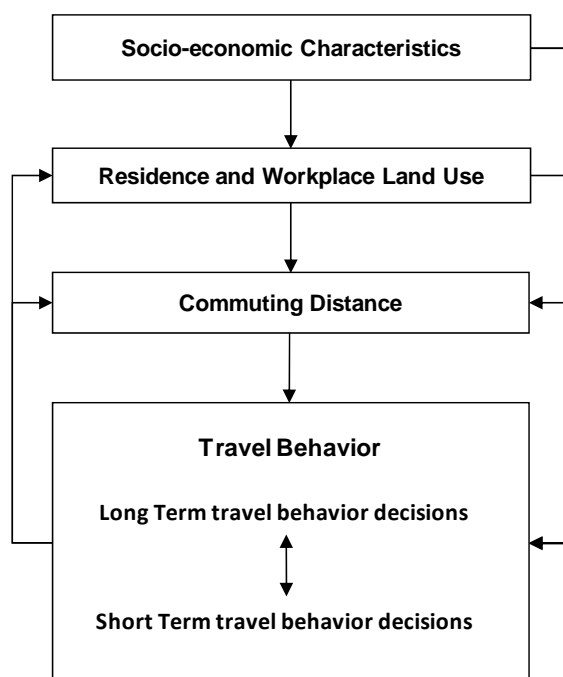 Socio-economic Characteristics
Residence and Workplace Land Use
Commuting Distance
Travel Behavior
Long Term travel behavior decisions
Short Term travel behavior decisions